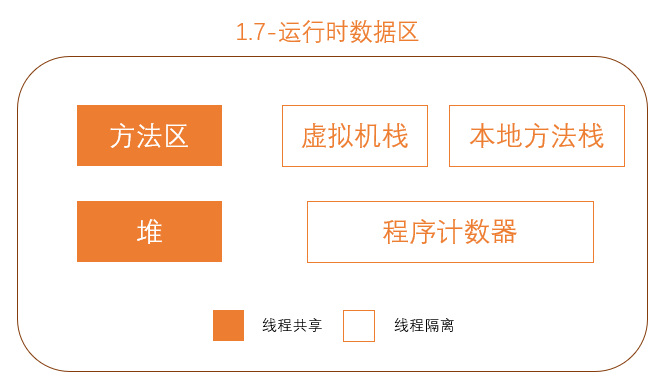 1.7-运行时数据区
方法区
虚拟机栈
本地方法栈
堆
程序计数器
线程共享
线程隔离